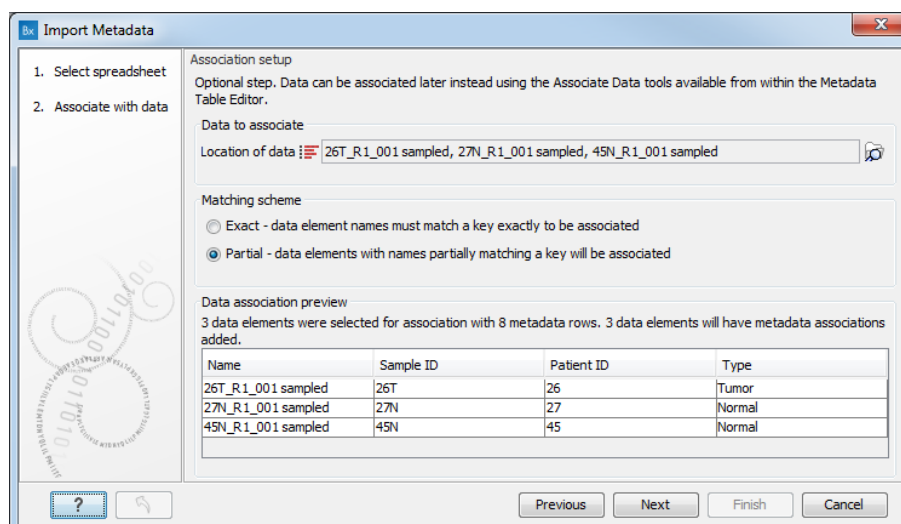 Bx Import Metadata
X
1. Select spreadsheet
2. Associate with data
Association setup
Optional step. Data can be associated later instead using the Associate Data tools available from within the Metadata
Table Editor.
Data to associate
Location of data 26T_R1_001 sampled, 27N_R1_001 sampled, 45N_R1_001 sampled
Matching scheme
Exact - data element names must match a key exactly to be associated
Partial - data elements with names partially matching a key will be associated
Data association preview
3 data elements were selected for association with 8 metadata rows. 3 data elements will have metadata associations
added.
Name Sample ID Patient ID Type
26T_R1_001 sampled 26T 26 Tumor
27N_R1_001 sampled 27N 27 Normal
45N_R1_001 sampled 45N 45 Normal
? Previous Next Finish Cancel